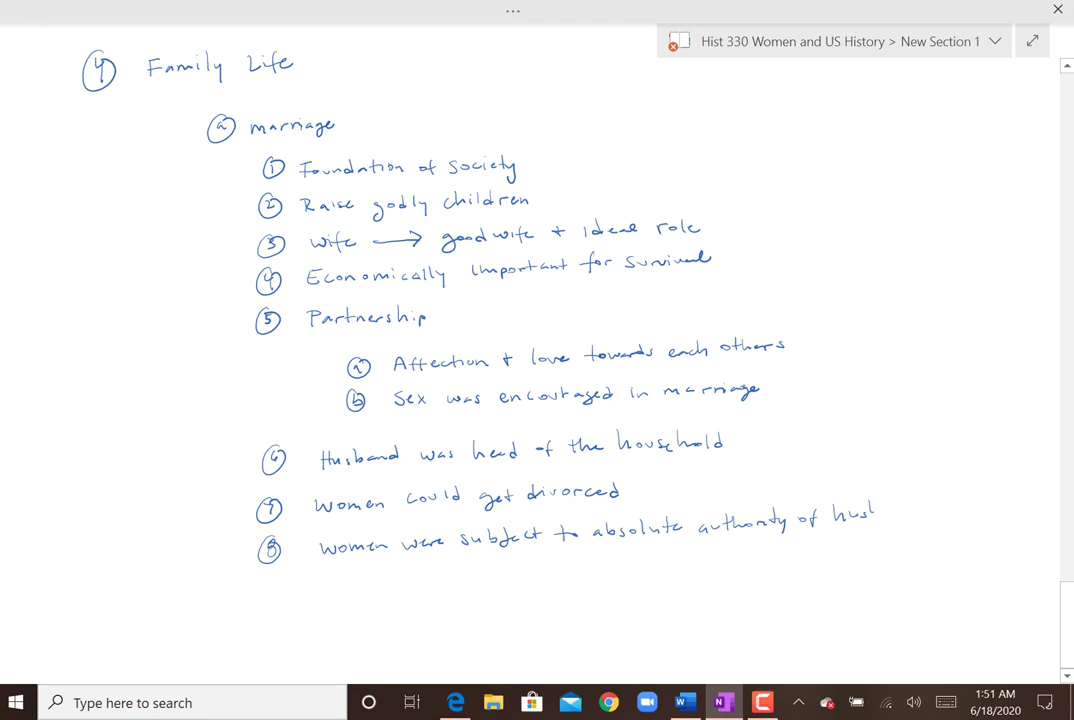 ...
Hist 330 Women and US History > New Section 1
4 Family Life
a marriage
1 Foundation of Society
2 Raise godly children
3 Wife → goodwife + ideal role
4 Economically important for survival
5 Partnership
a Affection + love towards each others
b Sex was encouraged in marriage
6 Husband was head of the household
7 Women could get divorced
8 Women were subject to absolute authority of hus
Type here to search
1:51 AM
6/18/2020